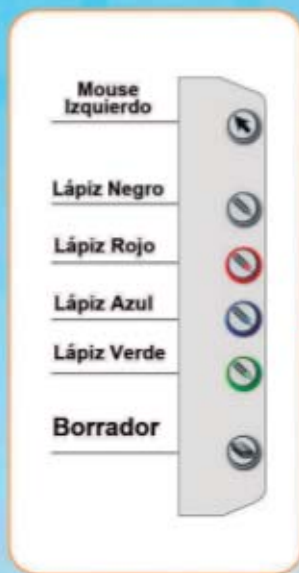 Mouse
Izquierdo
Lápiz Negro
Lápiz Rojo
Lápiz Azul
Lápiz Verde
Borrador